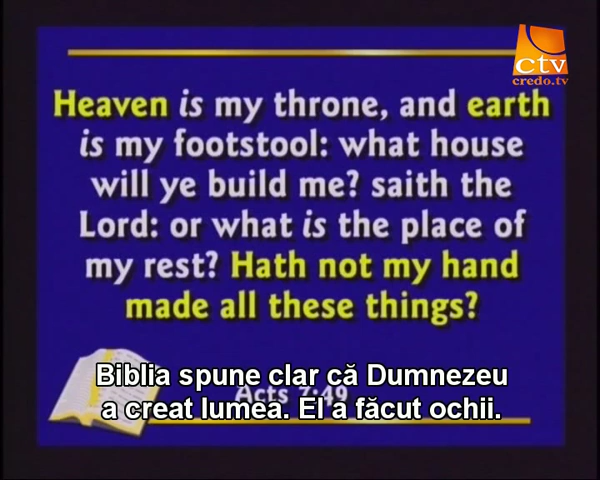 ctv
credo.tv
Heaven is my throne, and earth
is my footstool: what house
will ye build me? saith the
Lord: or what is the place of
my rest? Hath not my hand
made all these things?
Biblia spune clar că Dumnezeu
Acts 7:49
a creat lumea. El a făcut ochii.